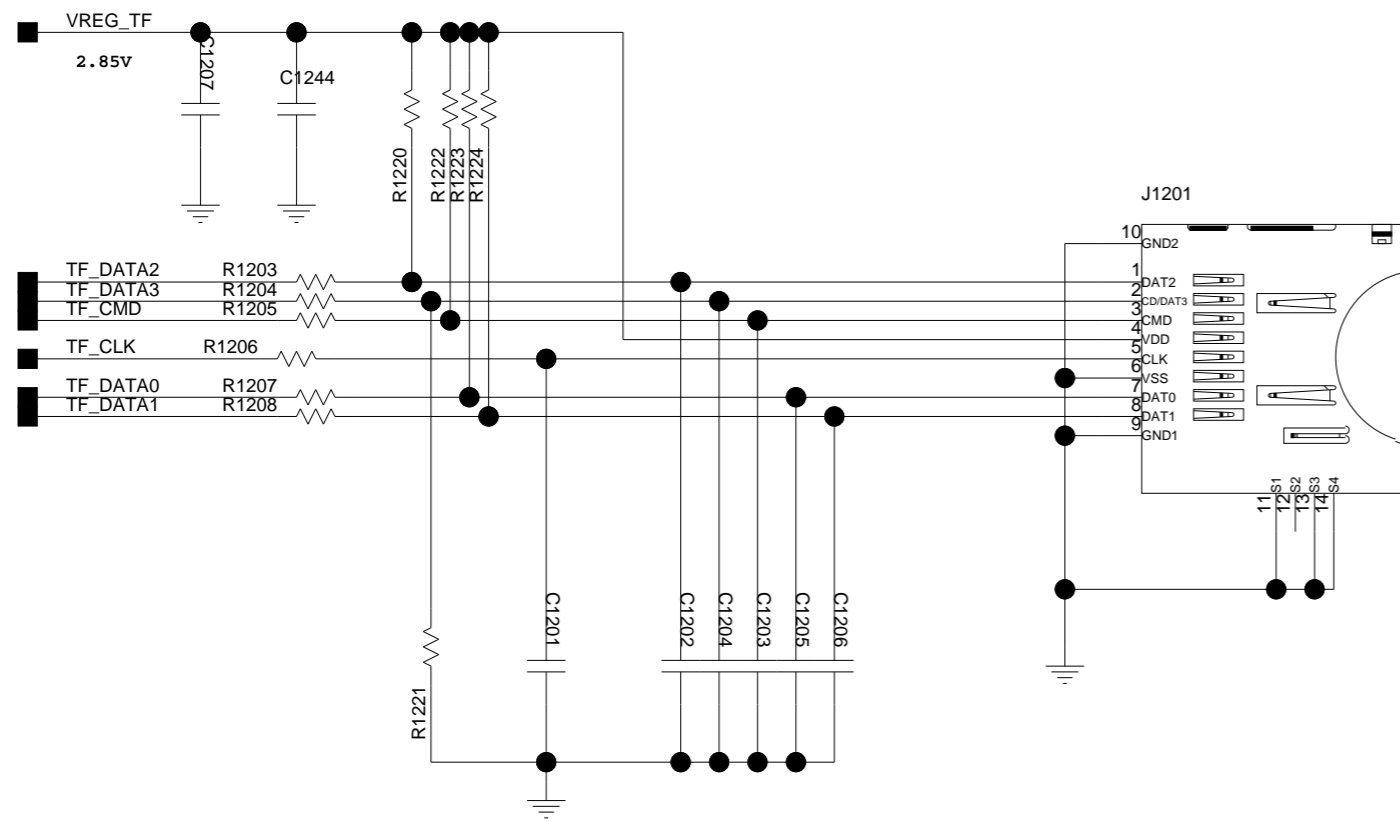 VREG_TF
2.85V
C1207
C1244
R1220
R1222
R1223
R1224
J1201
10
GND2
TF_DATA2 R1203
1
DAT2
TF_DATA3 R1204
2
CD/DAT3
TF_CMD R1205
3
CMD
4
VDD
TF_CLK R1206
5
CLK
6
VSS
TF_DATA0 R1207
7
DAT0
TF_DATA1 R1208
8
DAT1
9
GND1
11 S1
12 S2
13 S3
14 S4
R1221
C1201
C1202
C1204
C1203
C1205
C1206